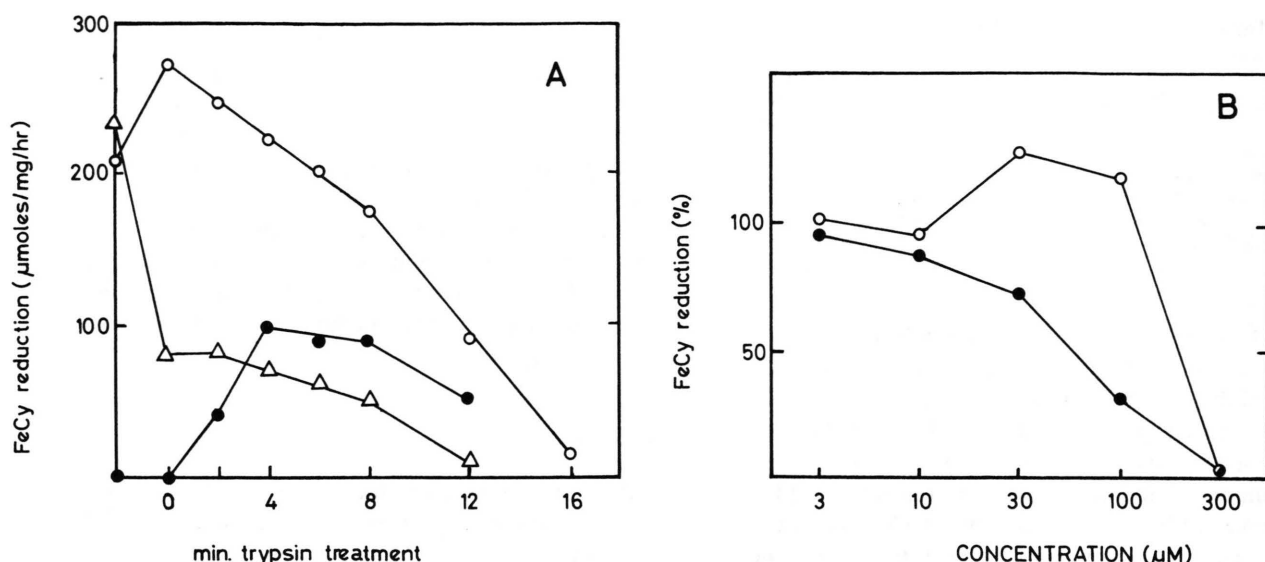 A
300
200
100
FeCy reduction (μmoles/mg/hr)
0
4
8
12
16
min. trypsin treatment
B
100
50
FeCy reduction (%)
3
10
30
100
300
CONCENTRATION (μM)